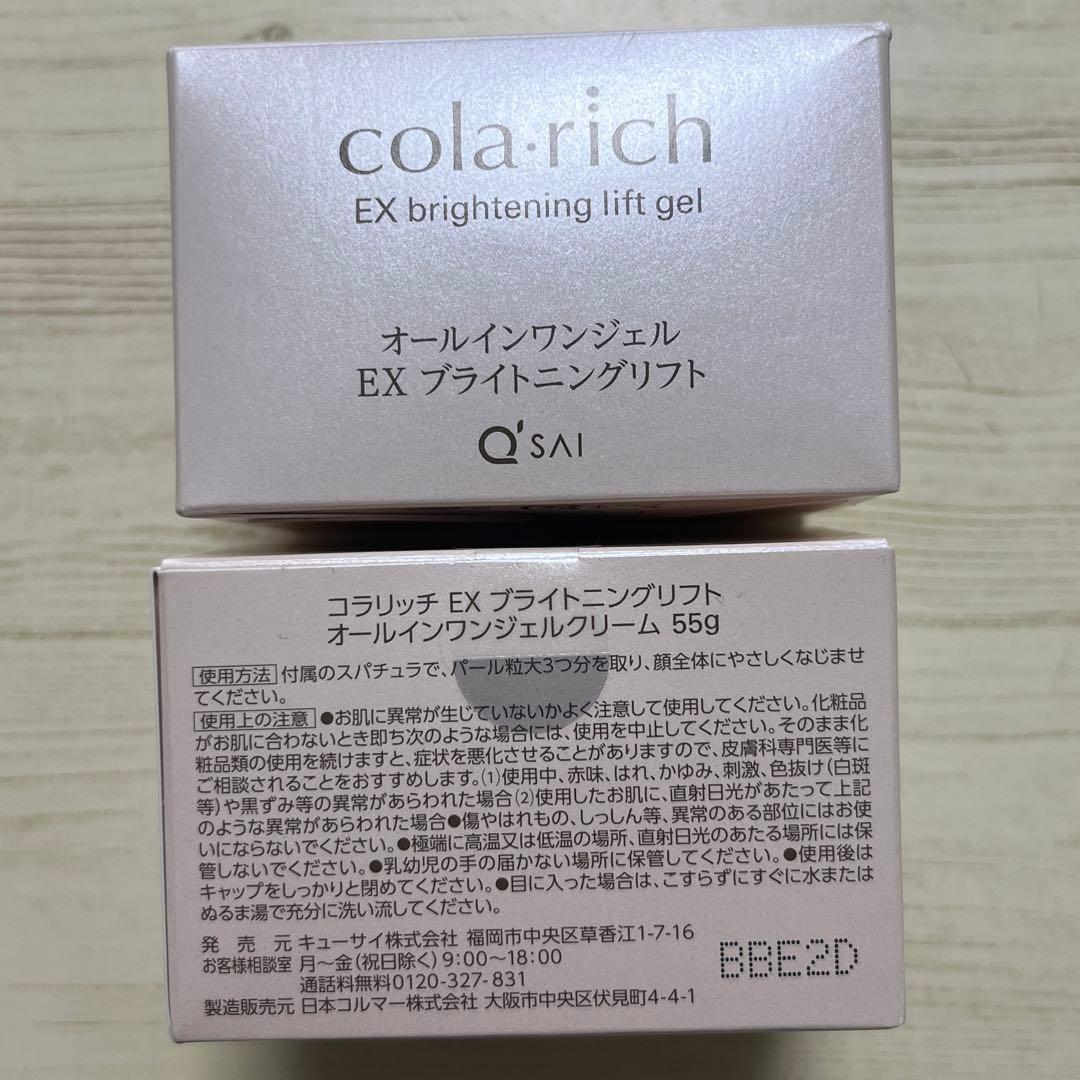 cola·rich
EX brightening lift gel
オールインワンジェル
EX ブライトニングリフト
Q'SAI
コラリッチ EX ブライトニングリフト
オールインワンジェルクリーム 55g
使用方法 付属のスパチュラで、パール粒大3つ分を取り、顔全体にやさしくなじませ
てください。
使用上の注意 ●お肌に異常が生じていないかよく注意して使用してください。化粧品
がお肌に合わないとき即ち次のような場合には、使用を中止してください。そのまま化
粧品類の使用を続けますと、症状を悪化させることがありますので、皮膚科専門医等に
ご相談されることをおすすめします。(1)使用中、赤味、はれ、かゆみ、刺激、色抜け(白斑
等)や黒ずみ等の異常があらわれた場合(2)使用したお肌に、直射日光があたって上記
のような異常があらわれた場合●傷やはれもの、しっしん等、異常のある部位にはお使
いにならないでください。●極端に高温又は低温の場所、直射日光のあたる場所には保
管しないでください。●乳幼児の手の届かない場所に保管してください。●使用後は
キャップをしっかりと閉めてください。●目に入った場合は、こすらずにすぐに水または
ぬるま湯で充分に洗い流してください。
発売元 キューサイ株式会社 福岡市中央区草香江1-7-16
お客様相談室 月〜金(祝日除く) 9:00〜18:00
通話料無料0120-327-831
製造販売元 日本コルマー株式会社 大阪市中央区伏見町4-4-1
BBE2D